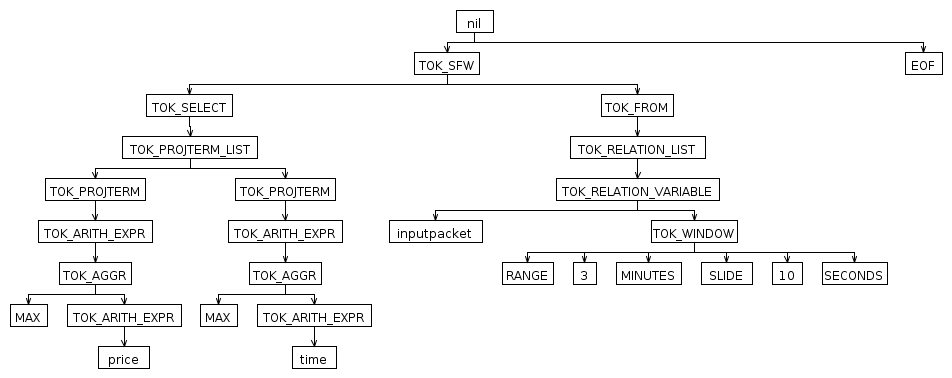 nil
TOK_SFW EOF
TOK_SELECT TOK_FROM
TOK_PROJTERM_LIST TOK_RELATION_LIST
TOK_PROJTERM TOK_PROJTERM TOK_RELATION_VARIABLE
TOK_ARITH_EXPR TOK_ARITH_EXPR inputpacket TOK_WINDOW
TOK_AGGR TOK_AGGR RANGE 3 MINUTES SLIDE 10 SECONDS
MAX TOK_ARITH_EXPR MAX TOK_ARITH_EXPR
price time